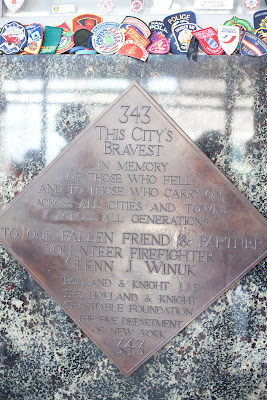 343
THIS CITY'S
BRAVEST
IN MEMORY
OF THOSE WHO FELL
AND TO THOSE WHO CARRY ON
ACROSS ALL CITIES AND TOWNS
ACROSS ALL GENERATIONS
TO OUR FALLEN FRIEND & PARTNER
VOLUNTEER FIREFIGHTER
GLENN J. WINUK
HOLLAND & KNIGHT LLP
THE HOLLAND & KNIGHT
CHARITABLE FOUNDATION
THE FIRE DEPARTMENT
OF NEW YORK
343
POLICE